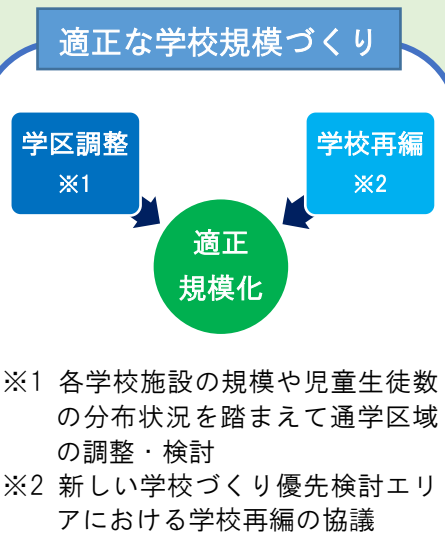 適正な学校規模づくり
学区調整
※1
学校再編
※2
適正
規模化
※1 各学校施設の規模や児童生徒数
の分布状況を踏まえて通学区域
の調整・検討
※2 新しい学校づくり優先検討エリ
アにおける学校再編の協議